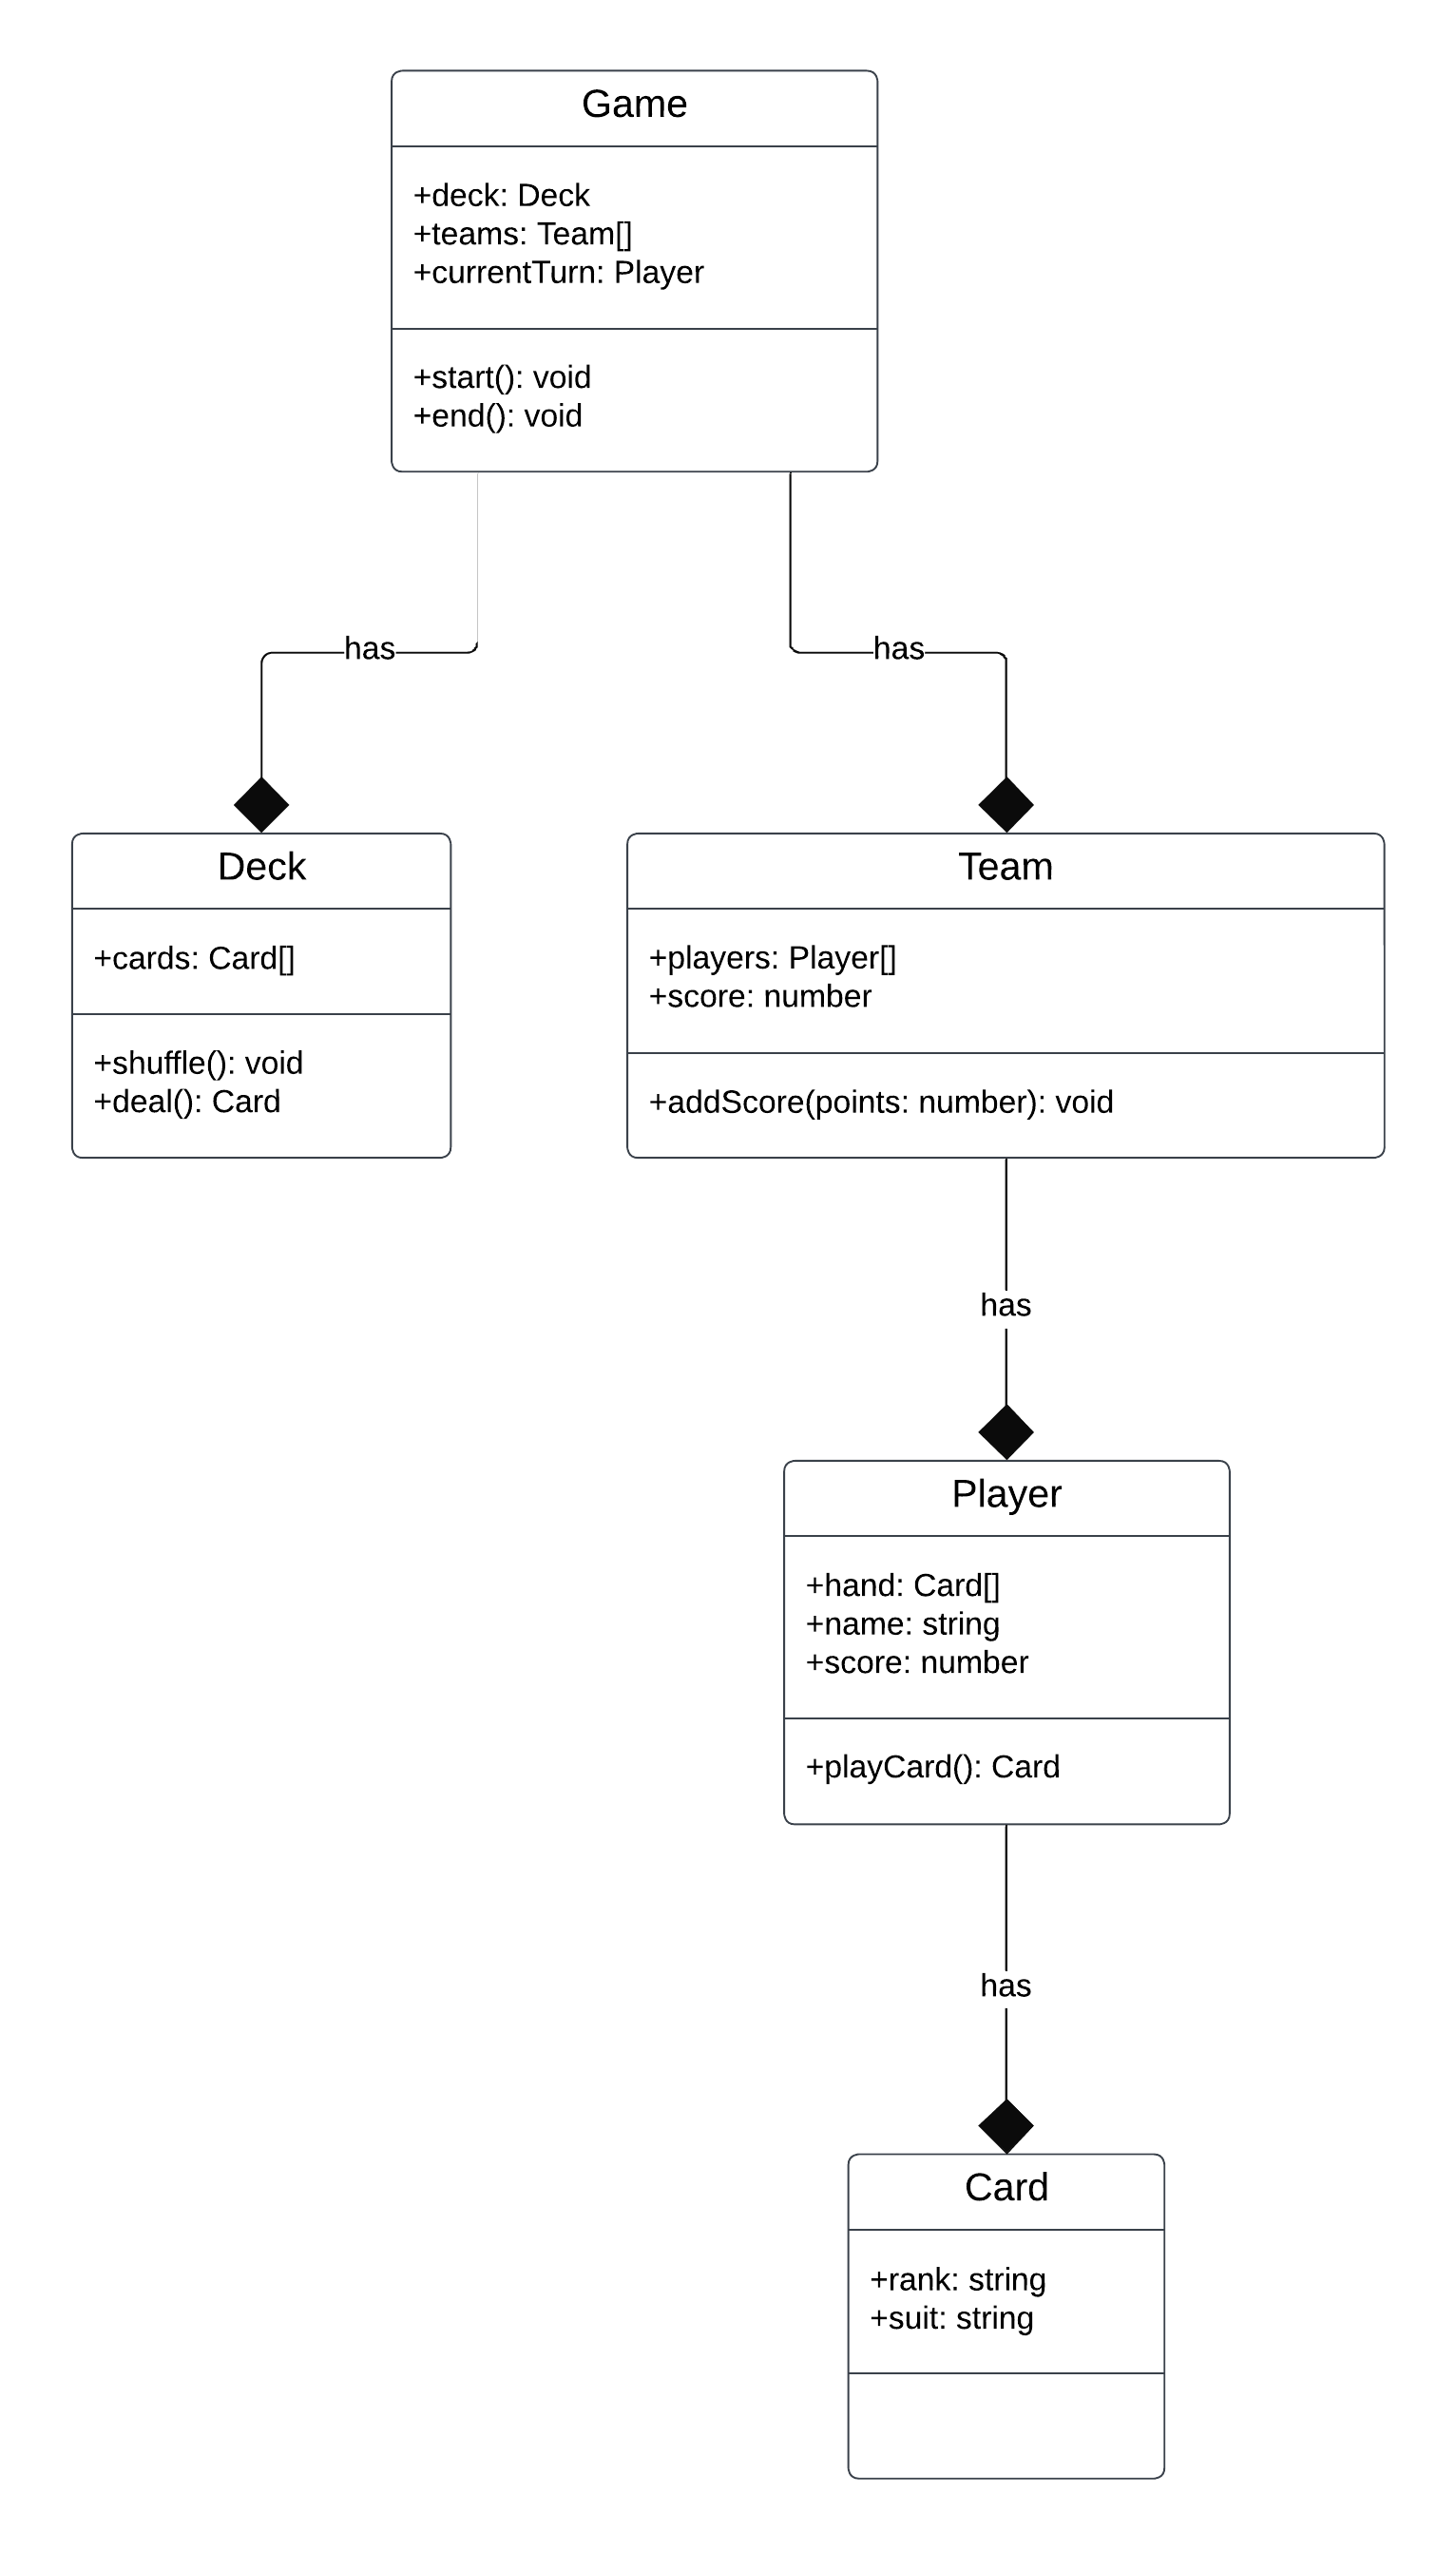 Game
+deck: Deck
+teams: Team[]
+currentTurn: Player
+start(): void
+end(): void
has
has
Deck
+cards: Card[]
+shuffle(): void
+deal(): Card
Team
+players: Player[]
+score: number
+addScore(points: number): void
has
Player
+hand: Card[]
+name: string
+score: number
+playCard(): Card
has
Card
+rank: string
+suit: string